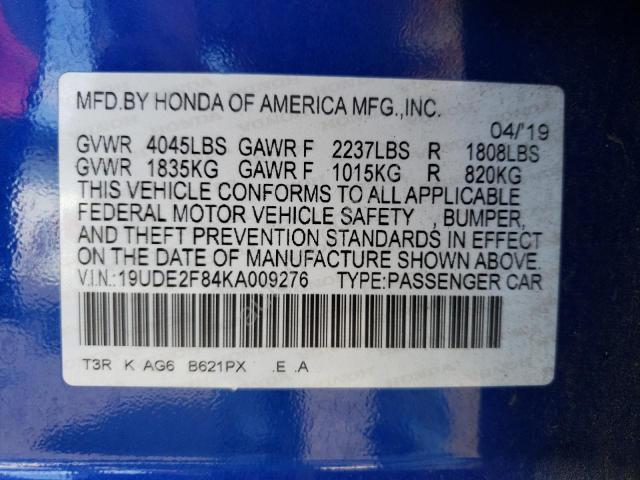 MFD.BY HONDA OF AMERICA MFG.,INC.
04/'19
GVWR 4045LBS GAWR F 2237LBS R 1808LBS
GVWR 1835KG GAWR F 1015KG R 820KG
THIS VEHICLE CONFORMS TO ALL APPLICABLE
FEDERAL MOTOR VEHICLE SAFETY , BUMPER,
AND THEFT PREVENTION STANDARDS IN EFFECT
ON THE DATE OF MANUFACTURE SHOWN ABOVE.
V.I.N.:19UDE2F84KA009276 TYPE:PASSENGER CAR
T3R K AG6 B621PX .E .A